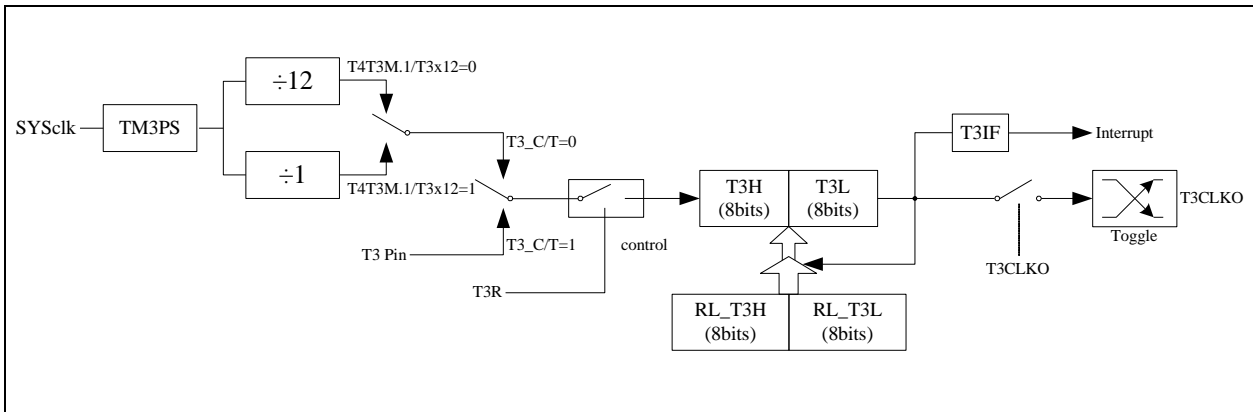 ÷12
T4T3M.1/T3x12=0
SYSclk
TM3PS
÷1
T4T3M.1/T3x12=1
T3_C/T=0
T3_C/T=1
T3 Pin
T3R
control
T3H
(8bits)
T3L
(8bits)
RL_T3H
(8bits)
RL_T3L
(8bits)
T3IF
Interrupt
T3CLKO
Toggle
T3CLKO